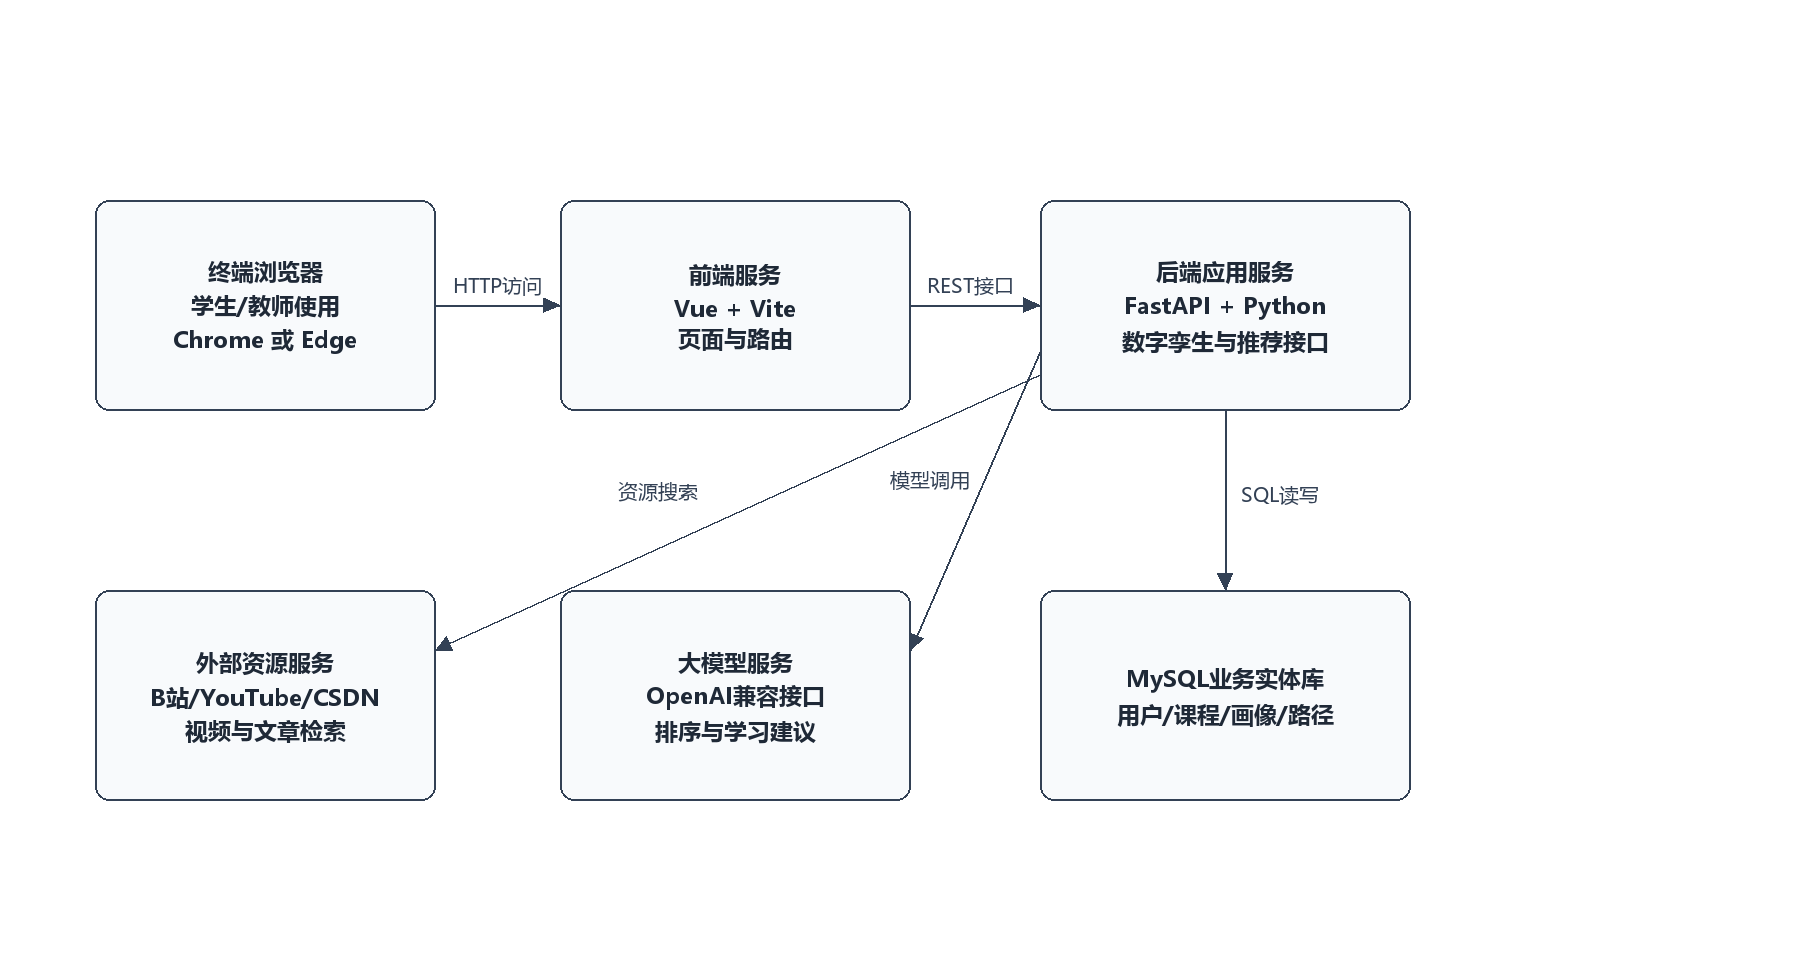 终端浏览器
学生/教师使用
Chrome 或 Edge
HTTP访问
前端服务
Vue + Vite
页面与路由
REST接口
后端应用服务
FastAPI + Python
数字孪生与推荐接口
资源搜索
模型调用
SQL读写
外部资源服务
B站/YouTube/CSDN
视频与文章检索
大模型服务
OpenAI兼容接口
排序与学习建议
MySQL业务实体库
用户/课程/画像/路径